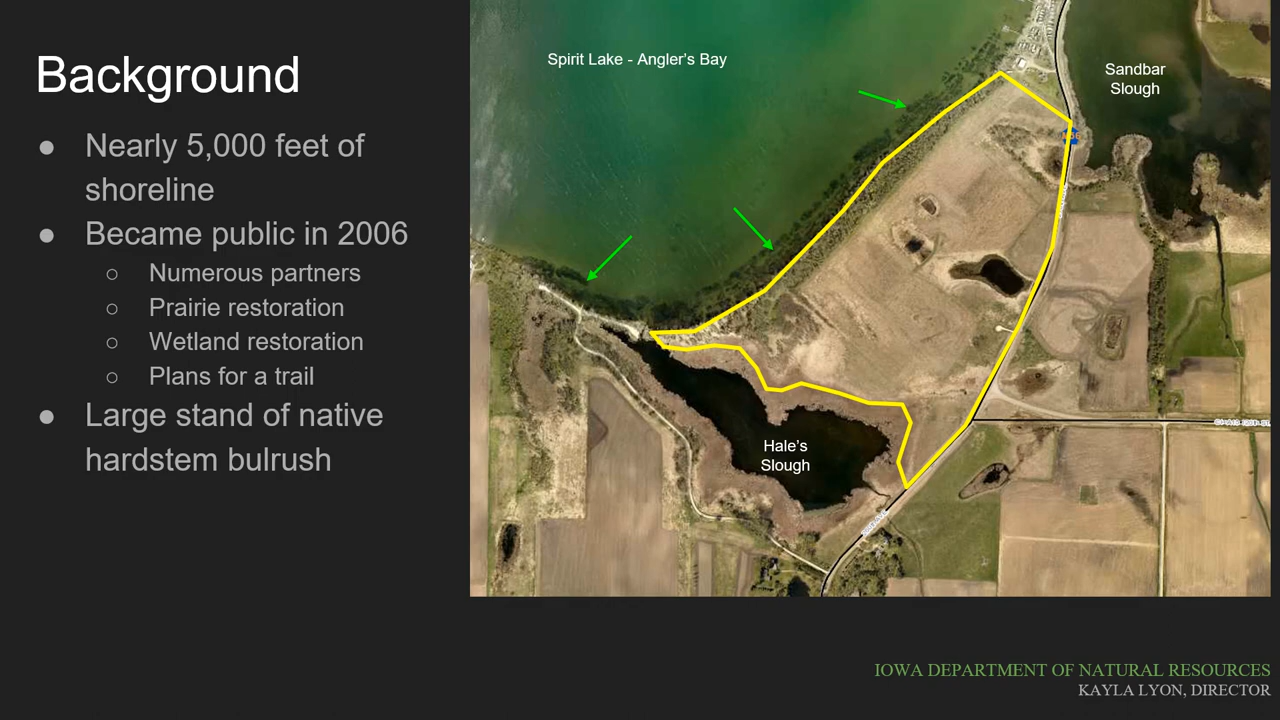 Background
● Nearly 5,000 feet of
shoreline
● Became public in 2006
○ Numerous partners
○ Prairie restoration
○ Wetland restoration
○ Plans for a trail
● Large stand of native
hardstem bulrush
Spirit Lake - Angler's Bay
Sandbar
Slough
Hale's
Slough
IOWA DEPARTMENT OF NATURAL RESOURCES
KAYLA LYON, DIRECTOR